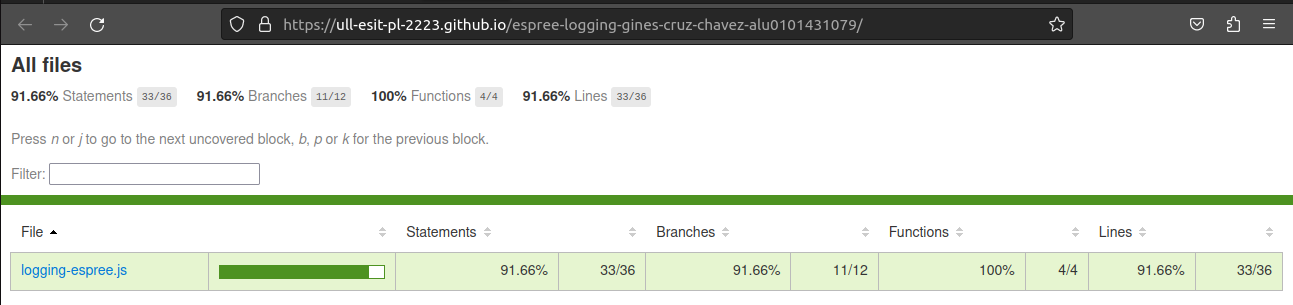 https://ull-esit-pl-2223.github.io/espree-logging-gines-cruz-chavez-alu0101431079/
All files
91.66% Statements 33/36 91.66% Branches 11/12 100% Functions 4/4 91.66% Lines 33/36
Press n or j to go to the next uncovered block, b, p or k for the previous block.
Filter:
File Statements Branches Functions Lines
logging-espree.js 91.66% 33/36 91.66% 11/12 100% 4/4 91.66% 33/36